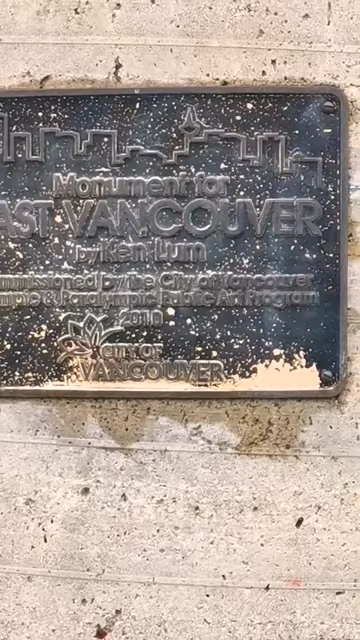 Monument for
AST VANCOUVER
by Ken Lum
mmissioned by the City of Vancouver
mpic & Paralympic Public Art Program
2010
CITY OF
VANCOUVER